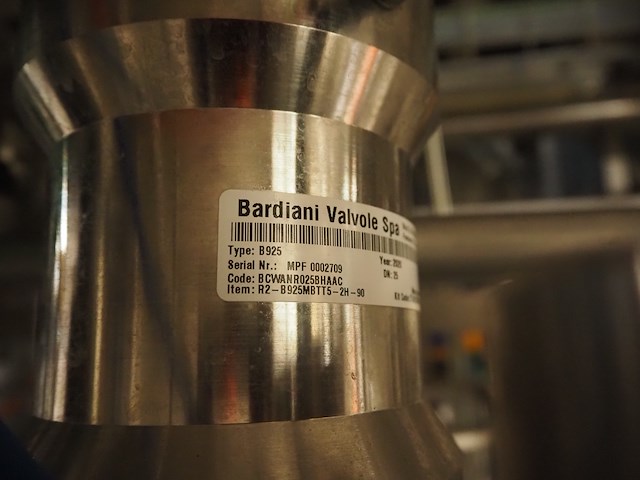 Bardiani Valvole Spa
Type: B925
Year: 2020
Serial Nr.: MPF 0002709
DN: 25
Code: BCWANR025BHAAC
Item: R2-B925MBTT5-2H-90